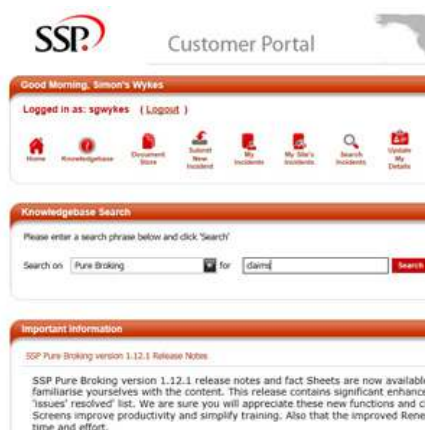 SSP
Customer Portal
Good Morning, Simon's Wykes
Logged in as: sgwykes ( Logout )
Home Knowledgebase Document Store Submit New Incident My Incidents My Site's Incidents Search Incidents Update My Details
Knowledgebase Search
Please enter a search phrase below and click 'Search'
Search on Pure Broking for claims Search
Important Information
SSP Pure Broking version 1.12.1 Release Notes
SSP Pure Broking version 1.12.1 release notes and fact Sheets are now available
familiarise yourselves with the content. This release contains significant enhance
'issues' resolved' list. We are sure you will appreciate these new functions and c
Screens improve productivity and simplify training. Also that the improved Rene
time and effort.